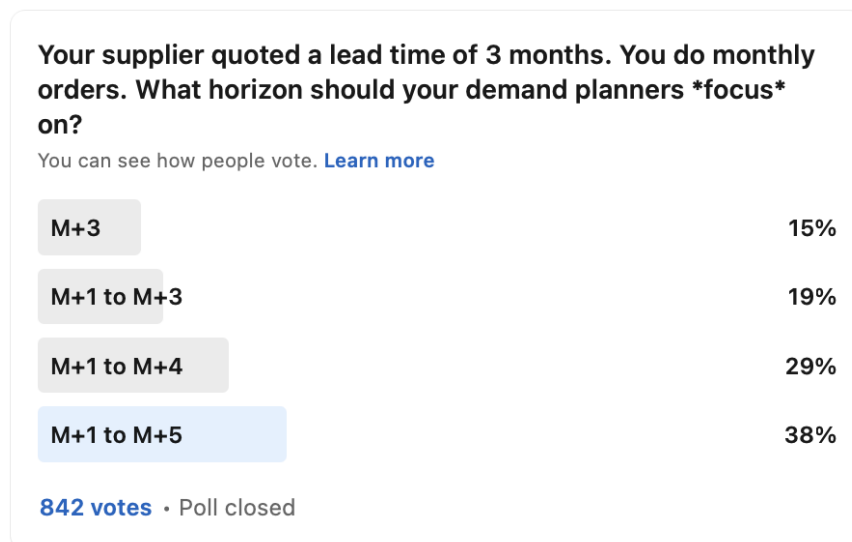 Your supplier quoted a lead time of 3 months. You do monthly
orders. What horizon should your demand planners *focus*
on?
You can see how people vote. Learn more
M+3 15%
M+1 to M+3 19%
M+1 to M+4 29%
M+1 to M+5 38%
842 votes • Poll closed